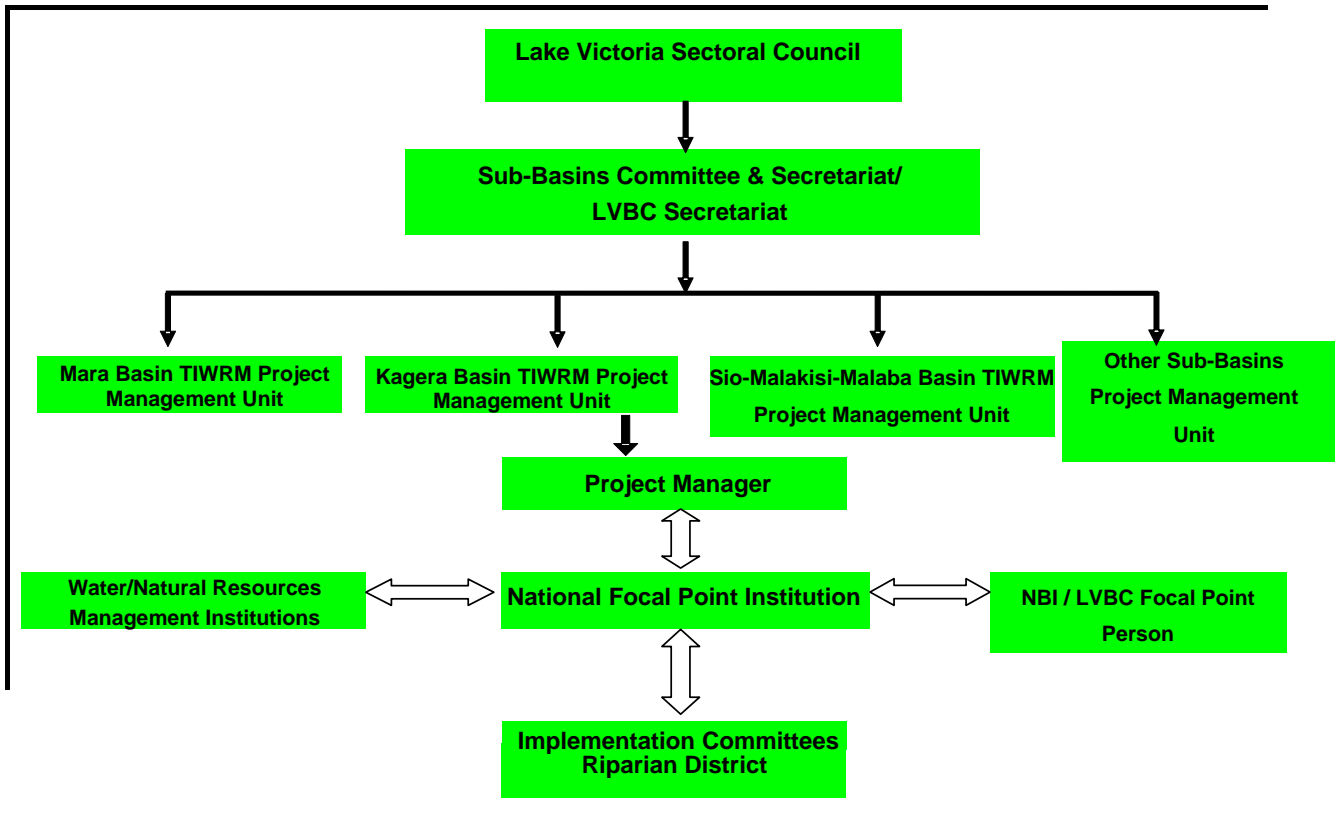 Lake Victoria Sectoral Council
Sub-Basins Committee & Secretariat/
LVBC Secretariat
Mara Basin TIWRM Project
Management Unit
Kagera Basin TIWRM Project
Management Unit
Sio-Malakisi-Malaba Basin TIWRM
Project Management Unit
Other Sub-Basins
Project Management
Unit
Project Manager
Water/Natural Resources
Management Institutions
National Focal Point Institution
NBI / LVBC Focal Point
Person
Implementation Committees
Riparian District